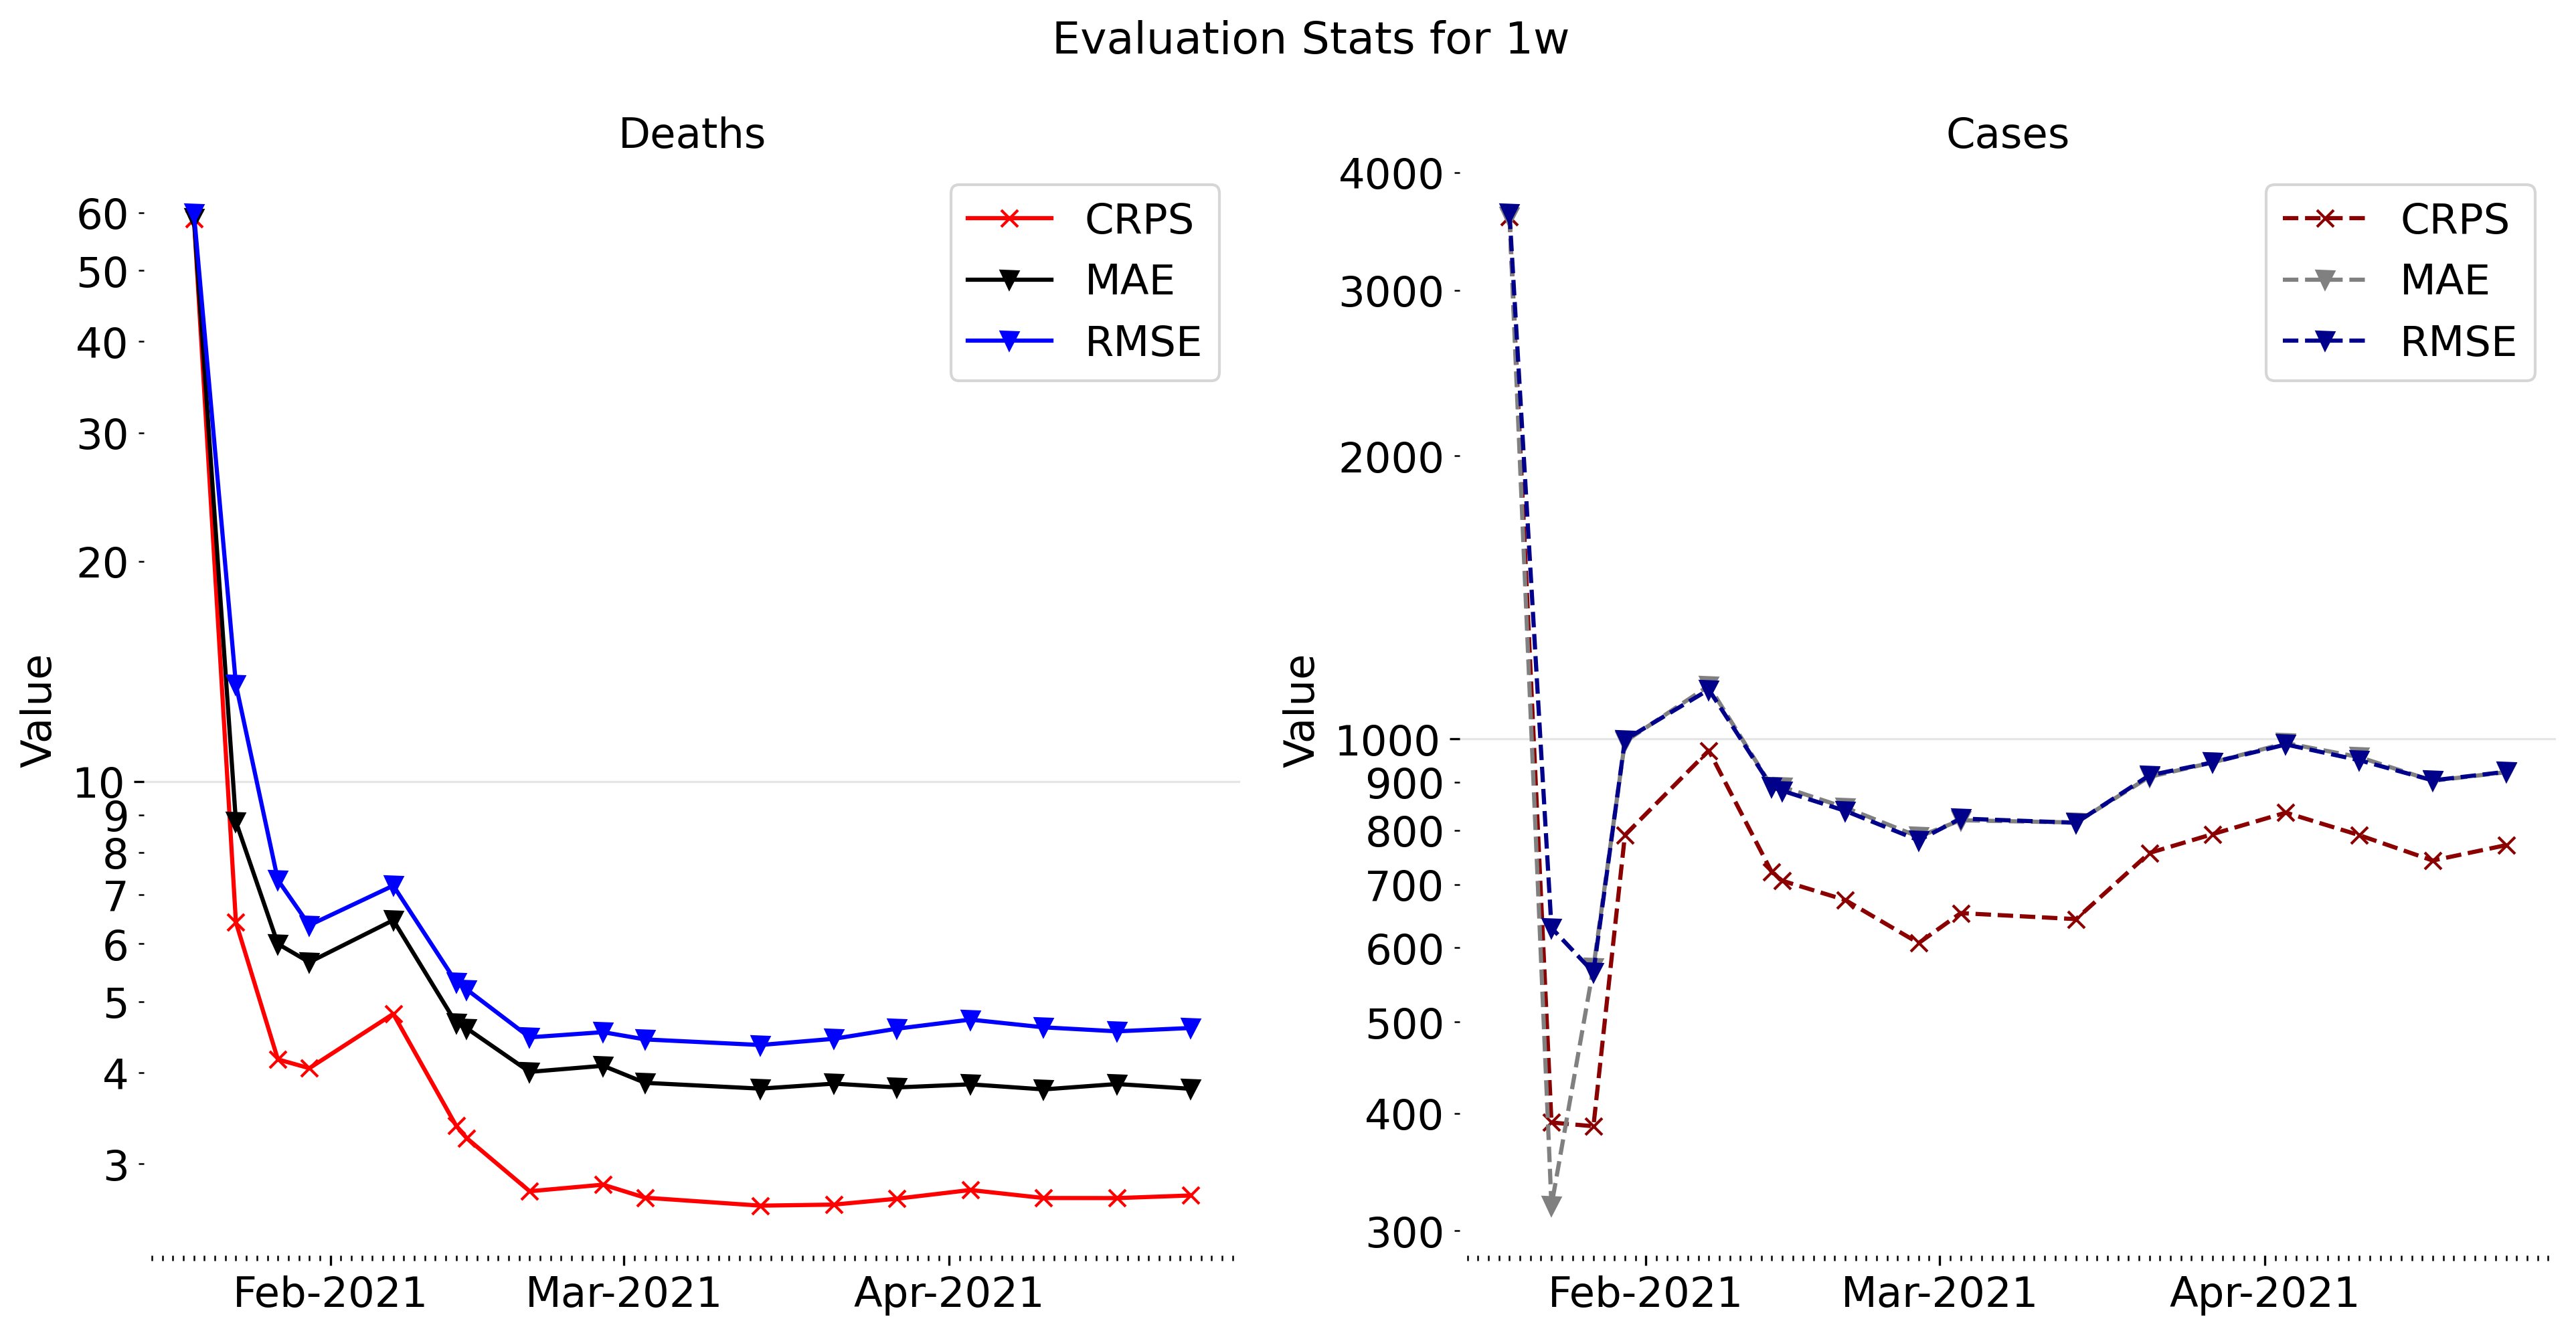 Evaluation Stats for 1w
Deaths
Value
60
50
40
30
20
10
9
8
7
6
5
4
3
Feb-2021
Mar-2021
Apr-2021
CRPS
MAE
RMSE
Cases
Value
4000
3000
2000
1000
900
800
700
600
500
400
300
Feb-2021
Mar-2021
Apr-2021
CRPS
MAE
RMSE